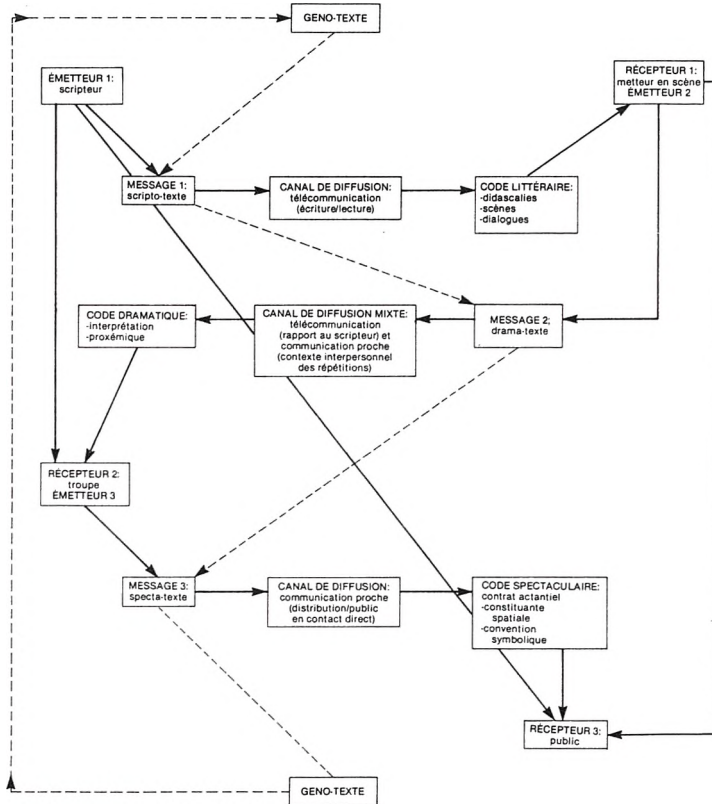 GENO-TEXTE
ÉMETTEUR 1:
scripteur
RÉCEPTEUR 1:
metteur en scène
ÉMETTEUR 2
MESSAGE 1:
scripto-texte
CANAL DE DIFFUSION:
télécommunication
(écriture/lecture)
CODE LITTÉRAIRE:
-didascalies
-scènes
-dialogues
CODE DRAMATIQUE:
-interprétation
-proxémique
CANAL DE DIFFUSION MIXTE:
télécommunication
(rapport au scripteur) et
communication proche
(contexte interpersonnel
des répétitions)
MESSAGE 2;
drama-texte
RÉCEPTEUR 2:
troupe
ÉMETTEUR 3
MESSAGE 3:
specta-texte
CANAL DE DIFFUSION:
communication proche
(distribution/public
en contact direct)
CODE SPECTACULAIRE:
contrat actantiel
-constituante
spatiale
-convention
symbolique
RÉCEPTEUR 3:
public
GENO-TEXTE